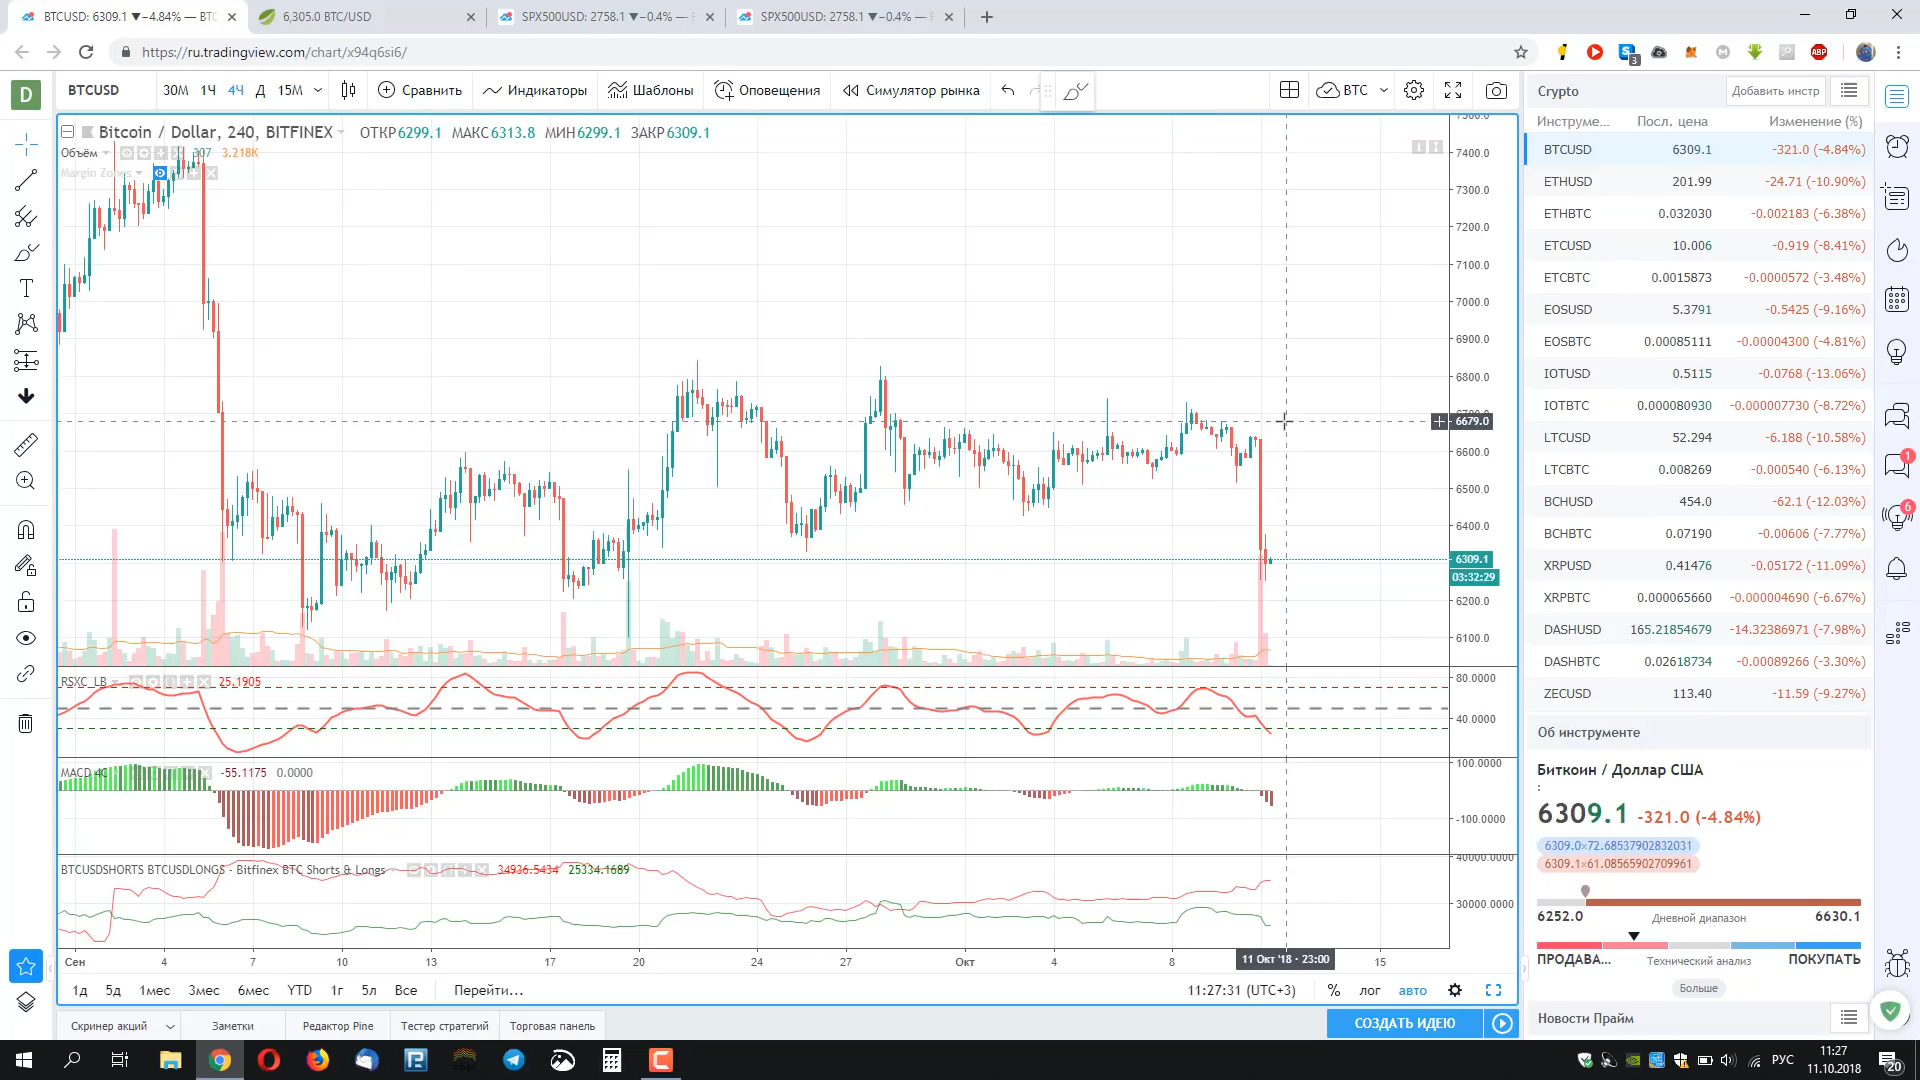 BTCUSD: 6309.1 ▼−4.84% — BTC
6,305.0 BTC/USD
SPX500USD: 2758.1 ▼−0.4% —
SPX500USD: 2758.1 ▼−0.4% —
https://ru.tradingview.com/chart/x94q6si6/
3
ABP
D
BTCUSD 30М 1Ч 4Ч Д 15М Сравнить Индикаторы Шаблоны Оповещения Симулятор рынка BTC
Bitcoin / Dollar, 240, BITFINEX ОТКР6299.1 МАКС6313.8 МИН6299.1 ЗАКР6309.1
Объём 307 3.218K
Margin Zones
7500.0
7400.0
7300.0
7200.0
7100.0
7000.0
6900.0
6800.0
6679.0
6600.0
6500.0
6400.0
6309.1
03:32:29
6200.0
6100.0
RSXC_LB 25.1905
80.0000
40.0000
MACD 4C -55.1175 0.0000
100.0000
-100.0000
BTCUSDSHORTS BTCUSDLONGS - Bitfinex BTC Shorts & Longs 34936.5434 25334.1689
40000.0000
30000.0000
Сен 4 7 10 13 17 20 24 27 Окт 4 8 11 Окт '18 - 23:00 15
1д 5д 1мес 3мес 6мес YTD 1г 5л Все Перейти... 11:27:31 (UTC+3) % лог авто
Скринер акций Заметки Редактор Pine Тестер стратегий Торговая панель СОЗДАТЬ ИДЕЮ
Crypto Добавить инстр
Инструме... Посл. цена Изменение (%)
BTCUSD 6309.1 -321.0 (-4.84%)
ETHUSD 201.99 -24.71 (-10.90%)
ETHBTC 0.032030 -0.002183 (-6.38%)
ETCUSD 10.006 -0.919 (-8.41%)
ETCBTC 0.0015873 -0.0000572 (-3.48%)
EOSUSD 5.3791 -0.5425 (-9.16%)
EOSBTC 0.00085111 -0.00004300 (-4.81%)
IOTUSD 0.5115 -0.0768 (-13.06%)
IOTBTC 0.000080930 -0.000007730 (-8.72%)
LTCUSD 52.294 -6.188 (-10.58%)
LTCBTC 0.008269 -0.000540 (-6.13%)
BCHUSD 454.0 -62.1 (-12.03%)
BCHBTC 0.07190 -0.00606 (-7.77%)
XRPUSD 0.41476 -0.05172 (-11.09%)
XRPBTC 0.000065660 -0.000004690 (-6.67%)
DASHUSD 165.21854679 -14.32386971 (-7.98%)
DASHBTC 0.02618734 -0.00089266 (-3.30%)
ZECUSD 113.40 -11.59 (-9.27%)
Об инструменте
Биткоин / Доллар США
:
6309.1 -321.0 (-4.84%)
6309.0×72.68537902832031
6309.1×61.08565902709961
6252.0 Дневной диапазон 6630.1
ПРОДАВА... Технический анализ ПОКУПАТЬ
Больше
Новости Прайм
1
6
РУС
11:27
11.10.2018
20